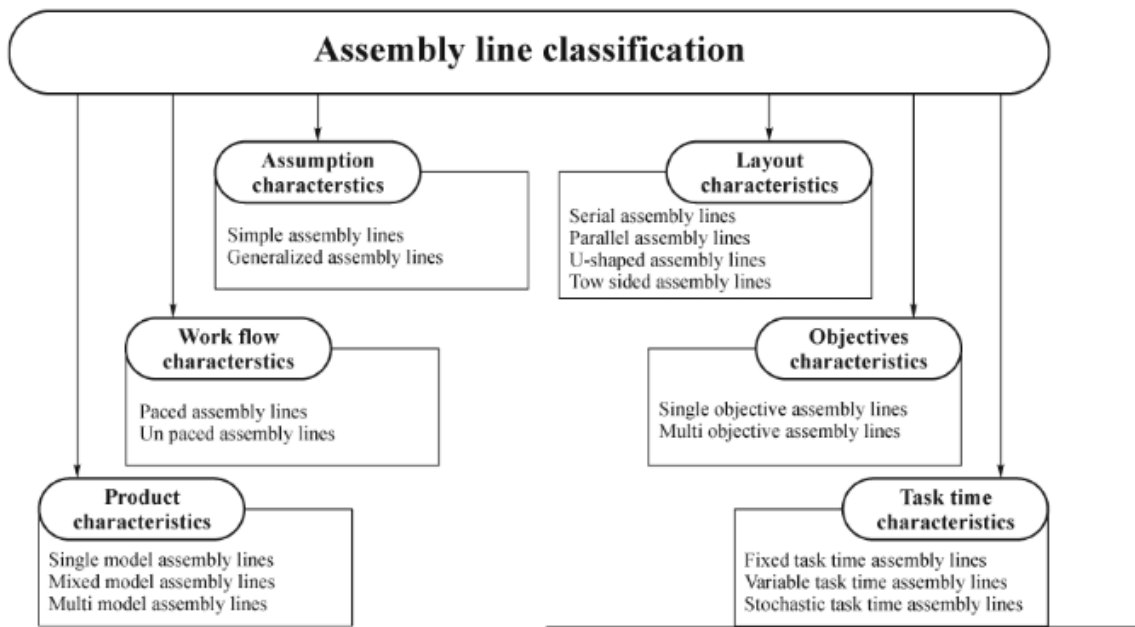 Assembly line classification
Assumption
characterstics
Simple assembly lines
Generalized assembly lines
Layout
characteristics
Serial assembly lines
Parallel assembly lines
U-shaped assembly lines
Tow sided assembly lines
Work flow
characterstics
Paced assembly lines
Un paced assembly lines
Objectives
characteristics
Single objective assembly lines
Multi objective assembly lines
Product
characteristics
Single model assembly lines
Mixed model assembly lines
Multi model assembly lines
Task time
characteristics
Fixed task time assembly lines
Variable task time assembly lines
Stochastic task time assembly lines